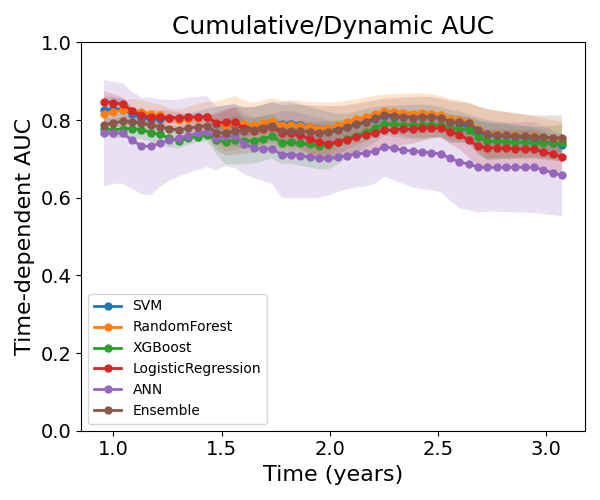 Cumulative/Dynamic AUC
Time-dependent AUC
1.0
0.8
0.6
0.4
0.2
0.0
SVM
RandomForest
XGBoost
LogisticRegression
ANN
Ensemble
1.0 1.5 2.0 2.5 3.0
Time (years)